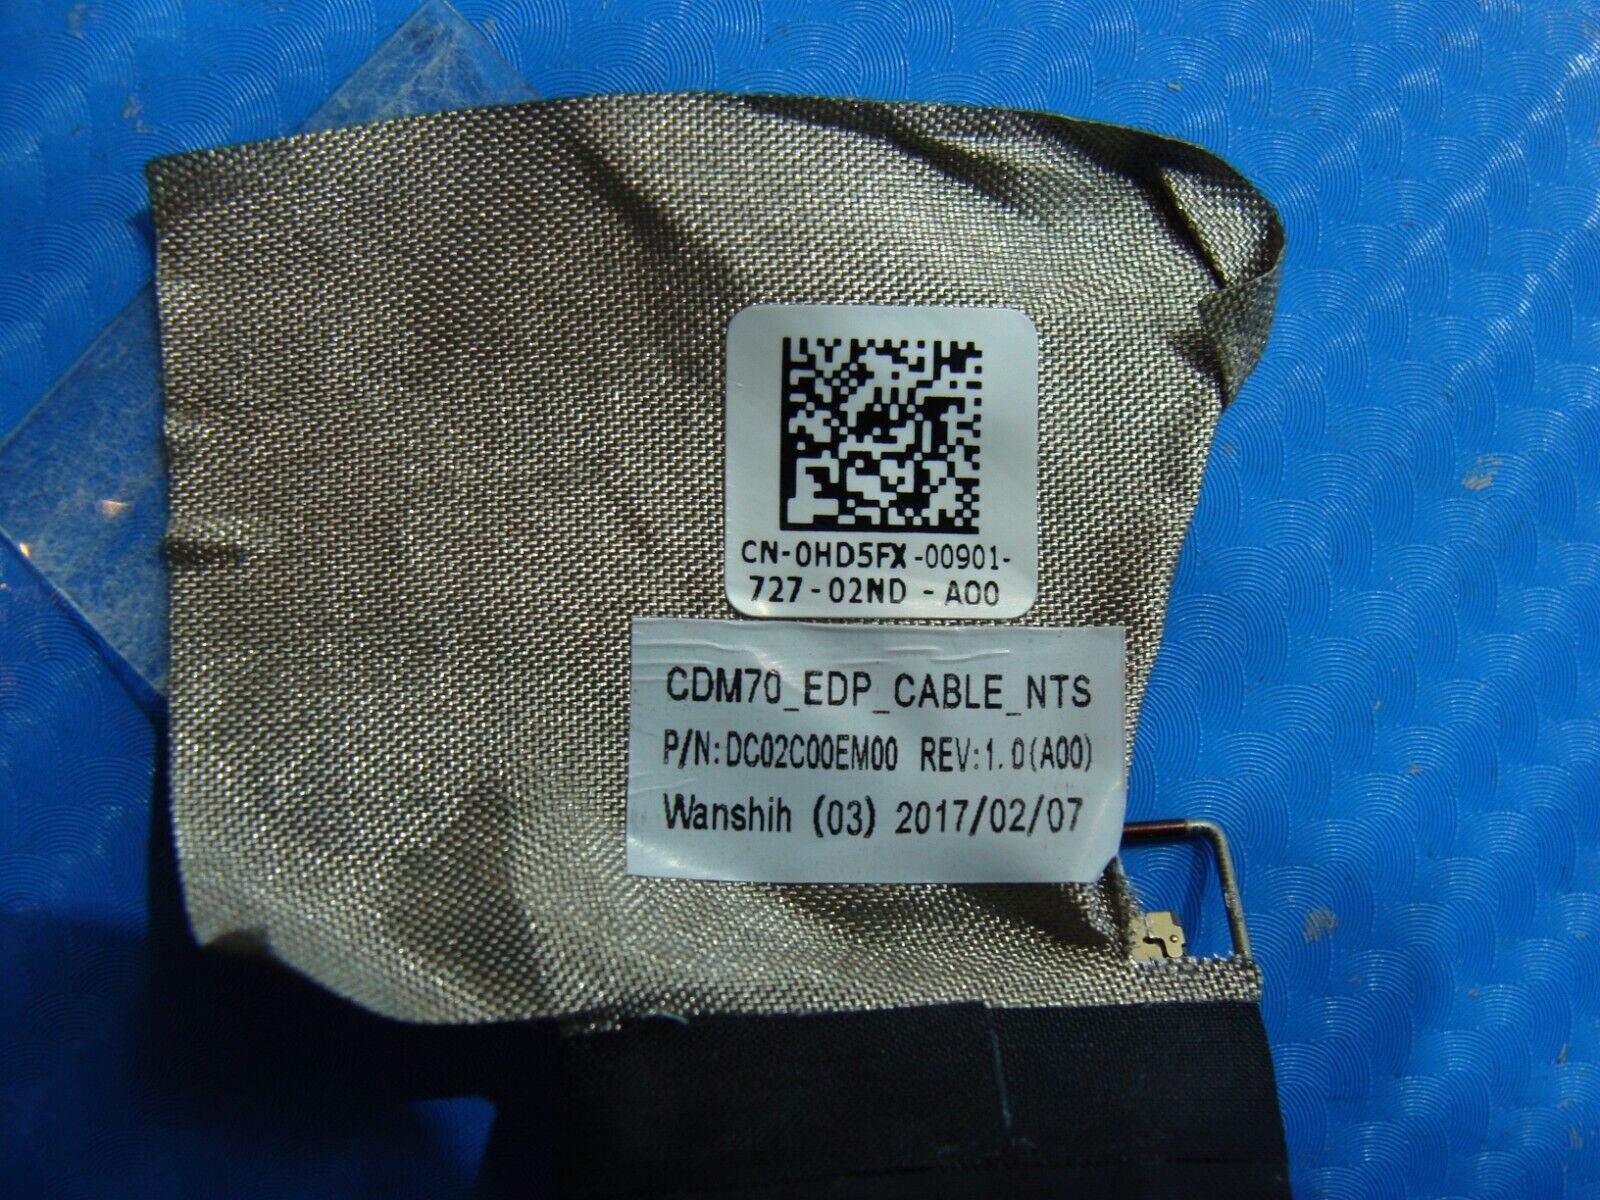 CN-0HD5FX-00901-
727-02ND-A00
CDM70_EDP_CABLE_NTS
P/N:DC02C00EM00 REV:1.0(A00)
Wanshih (03) 2017/02/07